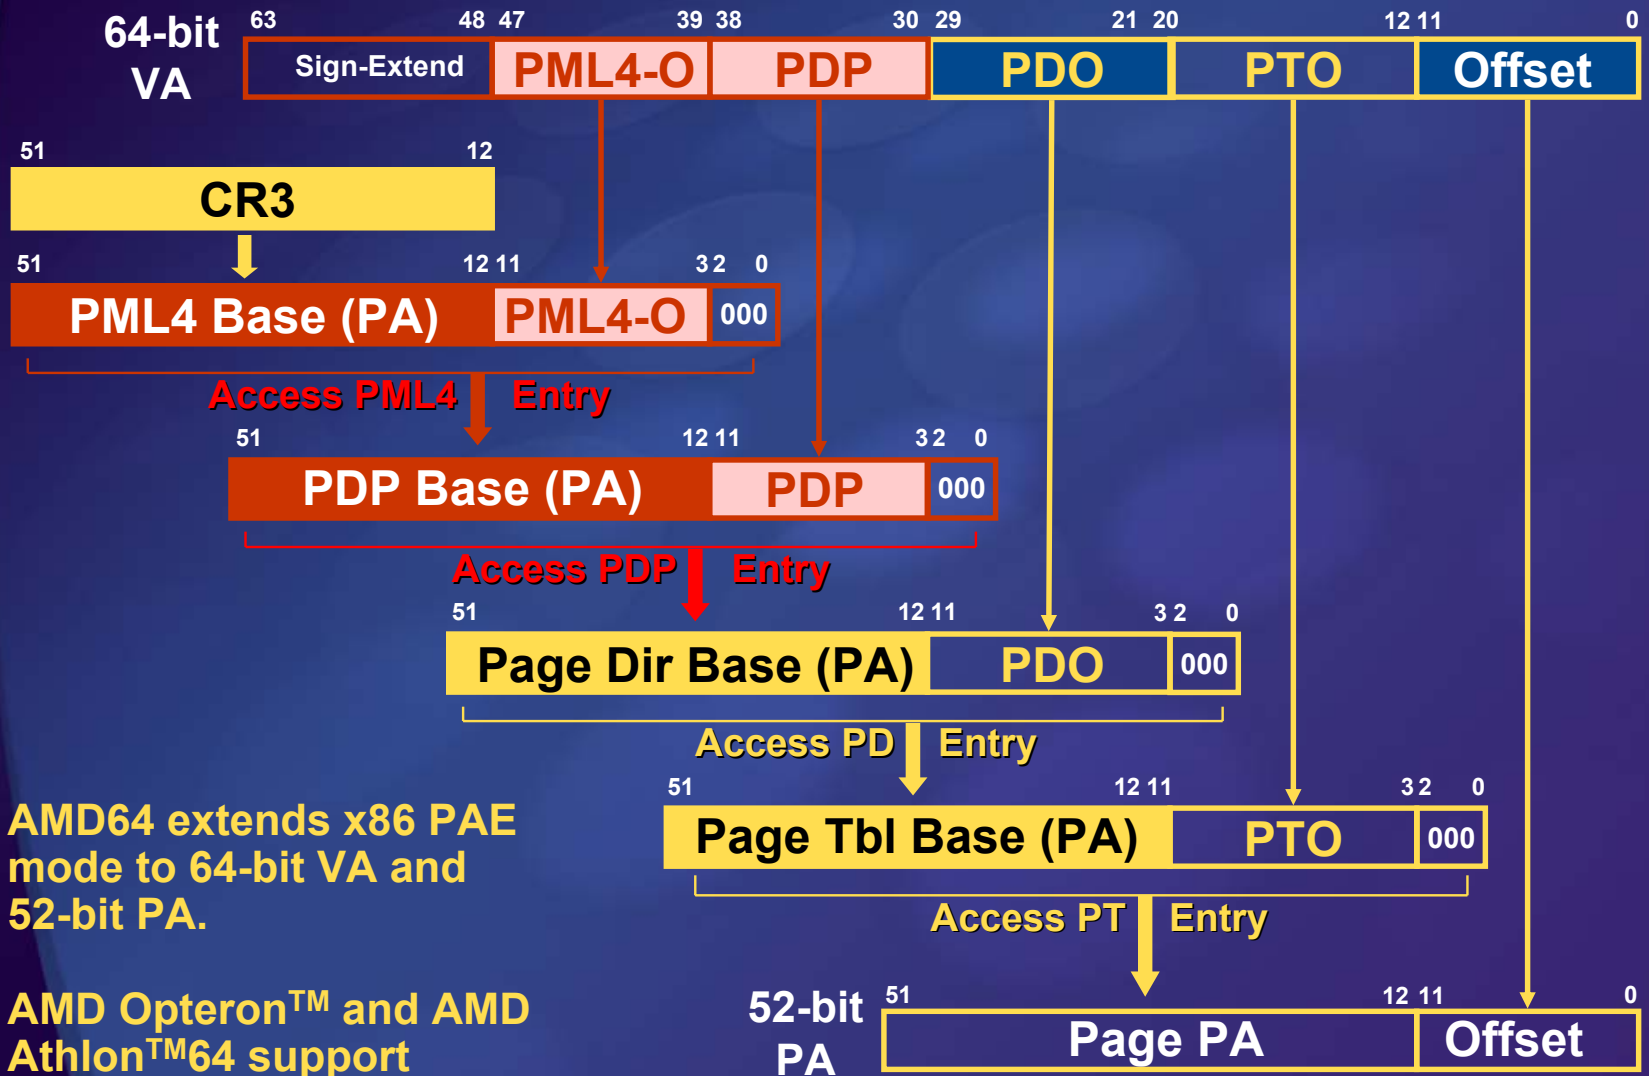 64-bit
VA
63 48 47 39 38 30 29 21 20 12 11 0
Sign-Extend PML4-O PDP PDO PTO Offset
51 12
CR3
51 12 11 3 2 0
PML4 Base (PA) PML4-O 000
Access PML4 Entry
51 12 11 3 2 0
PDP Base (PA) PDP 000
Access PDP Entry
51 12 11 3 2 0
Page Dir Base (PA) PDO 000
Access PD Entry
51 12 11 3 2 0
Page Tbl Base (PA) PTO 000
Access PT Entry
AMD64 extends x86 PAE
mode to 64-bit VA and
52-bit PA.
AMD Opteron™ and AMD
Athlon™64 support
52-bit
PA
51 12 11 0
Page PA Offset